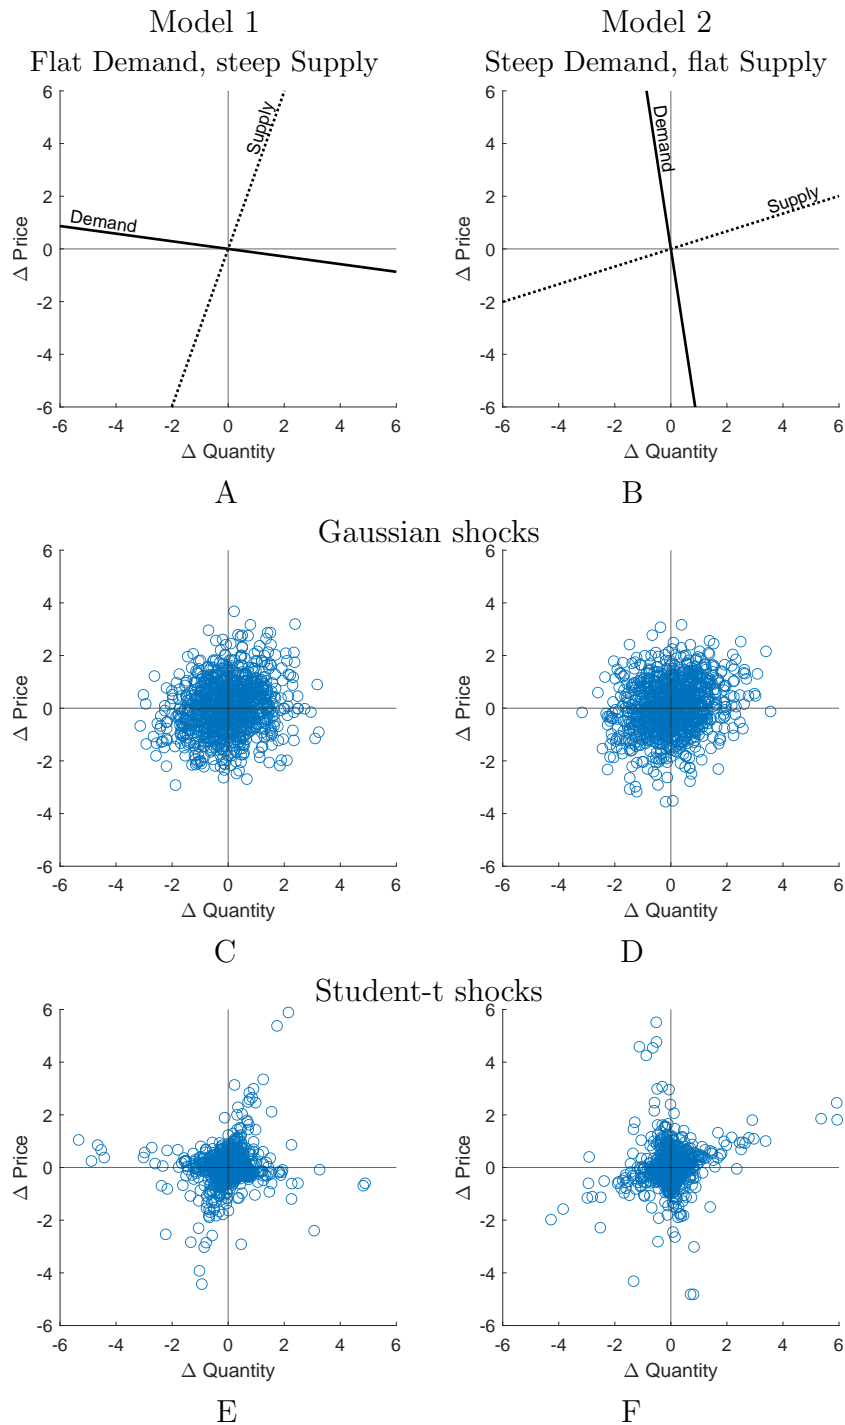 Model 1
Model 2
Flat Demand, steep Supply
Steep Demand, flat Supply
6
4
2
0
-2
-4
-6
Δ Price
Demand
Supply
-6 -4 -2 0 2 4 6
Δ Quantity
A
6
4
2
0
-2
-4
-6
Δ Price
Demand
Supply
-6 -4 -2 0 2 4 6
Δ Quantity
B
Gaussian shocks
6
4
2
0
-2
-4
-6
Δ Price
-6 -4 -2 0 2 4 6
Δ Quantity
C
6
4
2
0
-2
-4
-6
Δ Price
-6 -4 -2 0 2 4 6
Δ Quantity
D
Student-t shocks
6
4
2
0
-2
-4
-6
Δ Price
-6 -4 -2 0 2 4 6
Δ Quantity
E
6
4
2
0
-2
-4
-6
Δ Price
-6 -4 -2 0 2 4 6
Δ Quantity
F